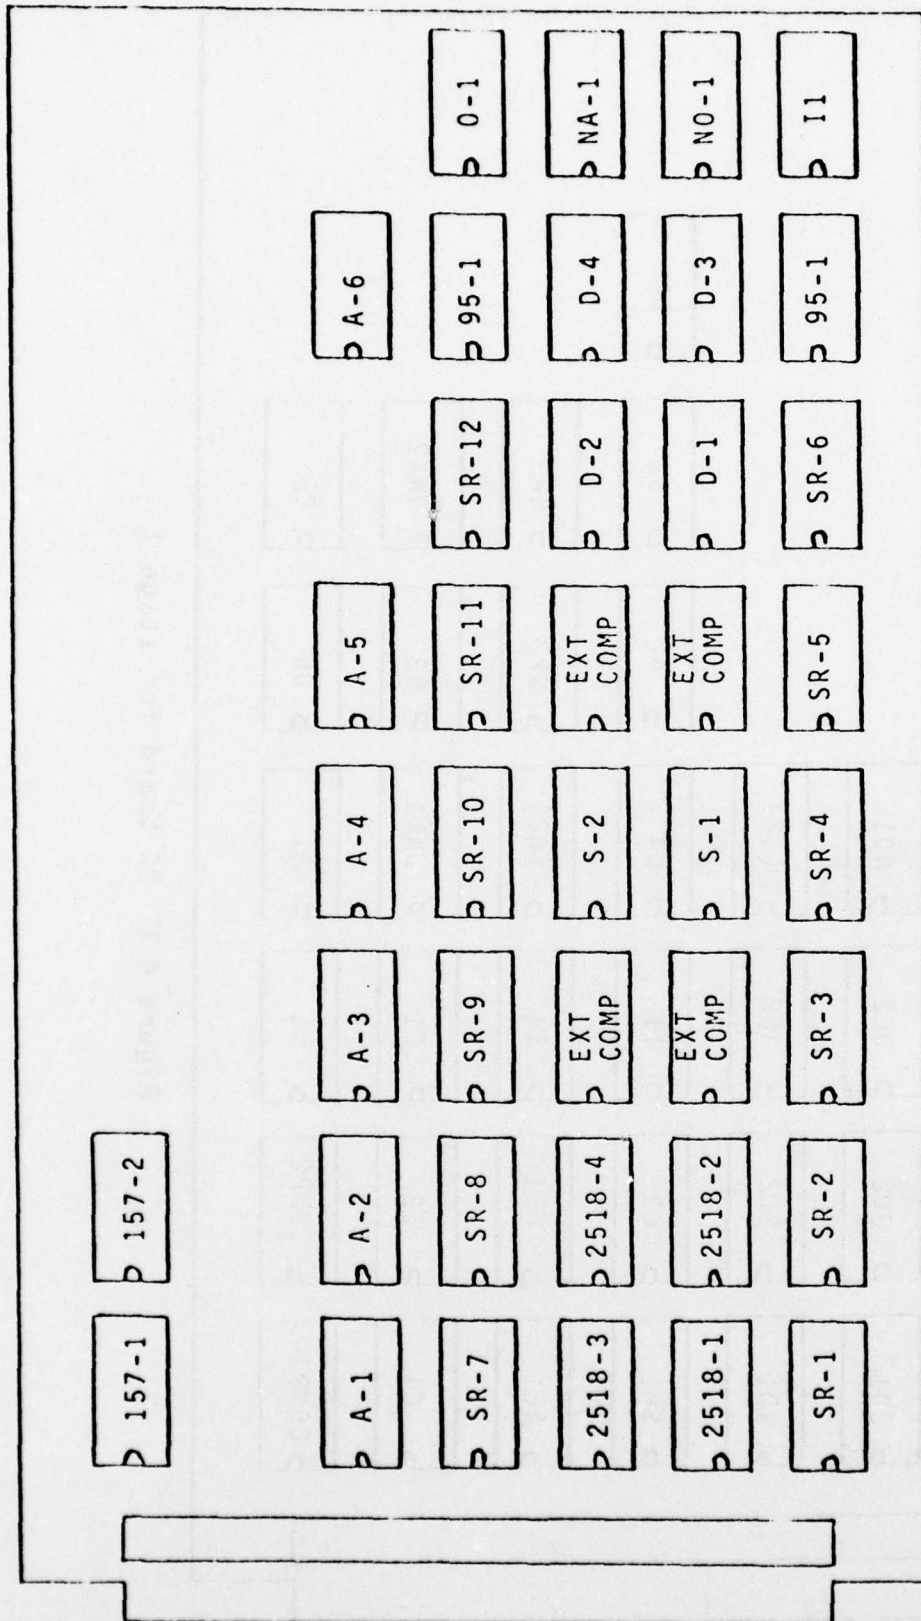 157-1 157-2
A-1 A-2 A-3 A-4 A-5 A-6
SR-7 SR-8 SR-9 SR-10 SR-11 SR-12 95-1 O-1
2518-3 2518-4 EXT COMP S-2 EXT COMP D-2 D-4 NA-1
2518-1 2518-2 EXT COMP S-1 EXT COMP D-1 D-3 NO-1
SR-1 SR-2 SR-3 SR-4 SR-5 SR-6 95-1 I1